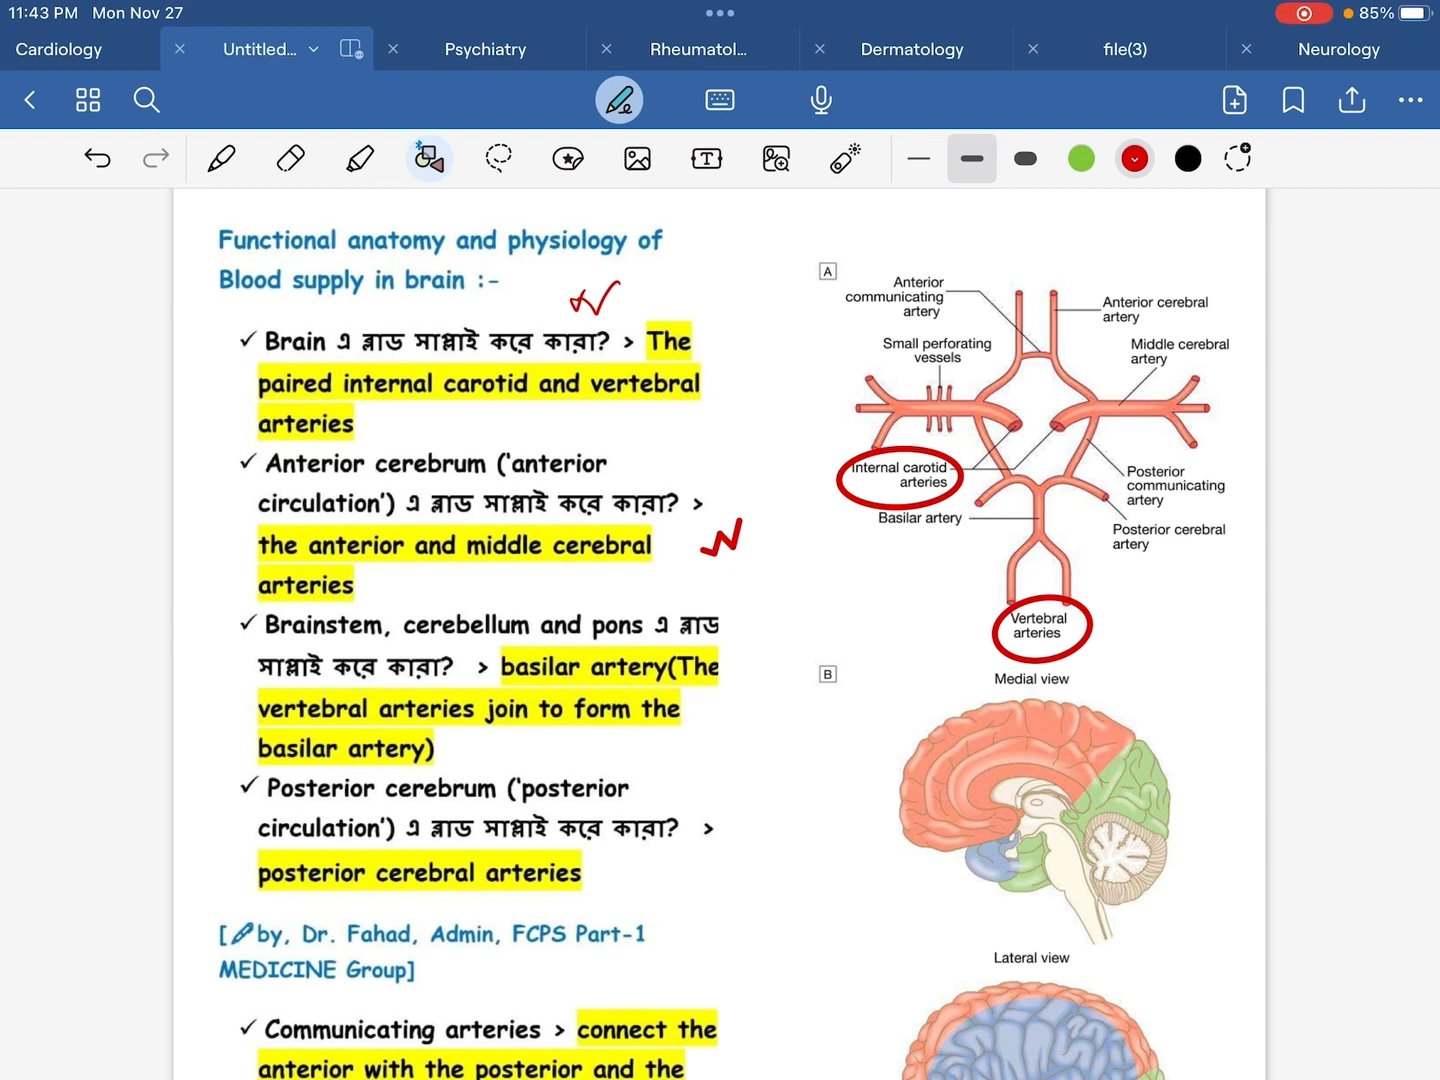 11:43 PM Mon Nov 27
85%
Cardiology
Untitled...
Psychiatry
Rheumatol...
Dermatology
file(3)
Neurology
Functional anatomy and physiology of
Blood supply in brain :-
✓ Brain এ ব্লাড সাপ্লাই করে কারা? > The
paired internal carotid and vertebral
arteries
✓ Anterior cerebrum ('anterior
circulation') এ ব্লাড সাপ্লাই করে কারা? >
the anterior and middle cerebral
arteries
✓ Brainstem, cerebellum and pons এ ব্লাড
সাপ্লাই করে কারা? > basilar artery(The
vertebral arteries join to form the
basilar artery)
✓ Posterior cerebrum ('posterior
circulation') এ ব্লাড সাপ্লাই করে কারা? >
posterior cerebral arteries
[🖊by, Dr. Fahad, Admin, FCPS Part-1
MEDICINE Group]
✓ Communicating arteries > connect the
anterior with the posterior and the
A
Anterior
communicating
artery
Anterior cerebral
artery
Small perforating
vessels
Middle cerebral
artery
Internal carotid
arteries
Posterior
communicating
artery
Basilar artery
Posterior cerebral
artery
Vertebral
arteries
B
Medial view
Lateral view